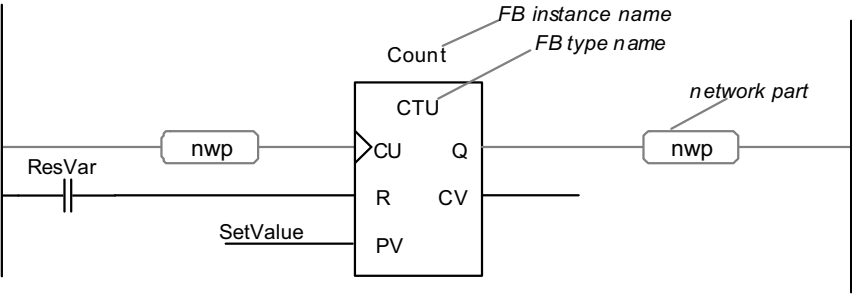 FB instance name
FB type name
Count
network part
CTU
nwp
CU
Q
nwp
ResVar
R
CV
SetValue
PV